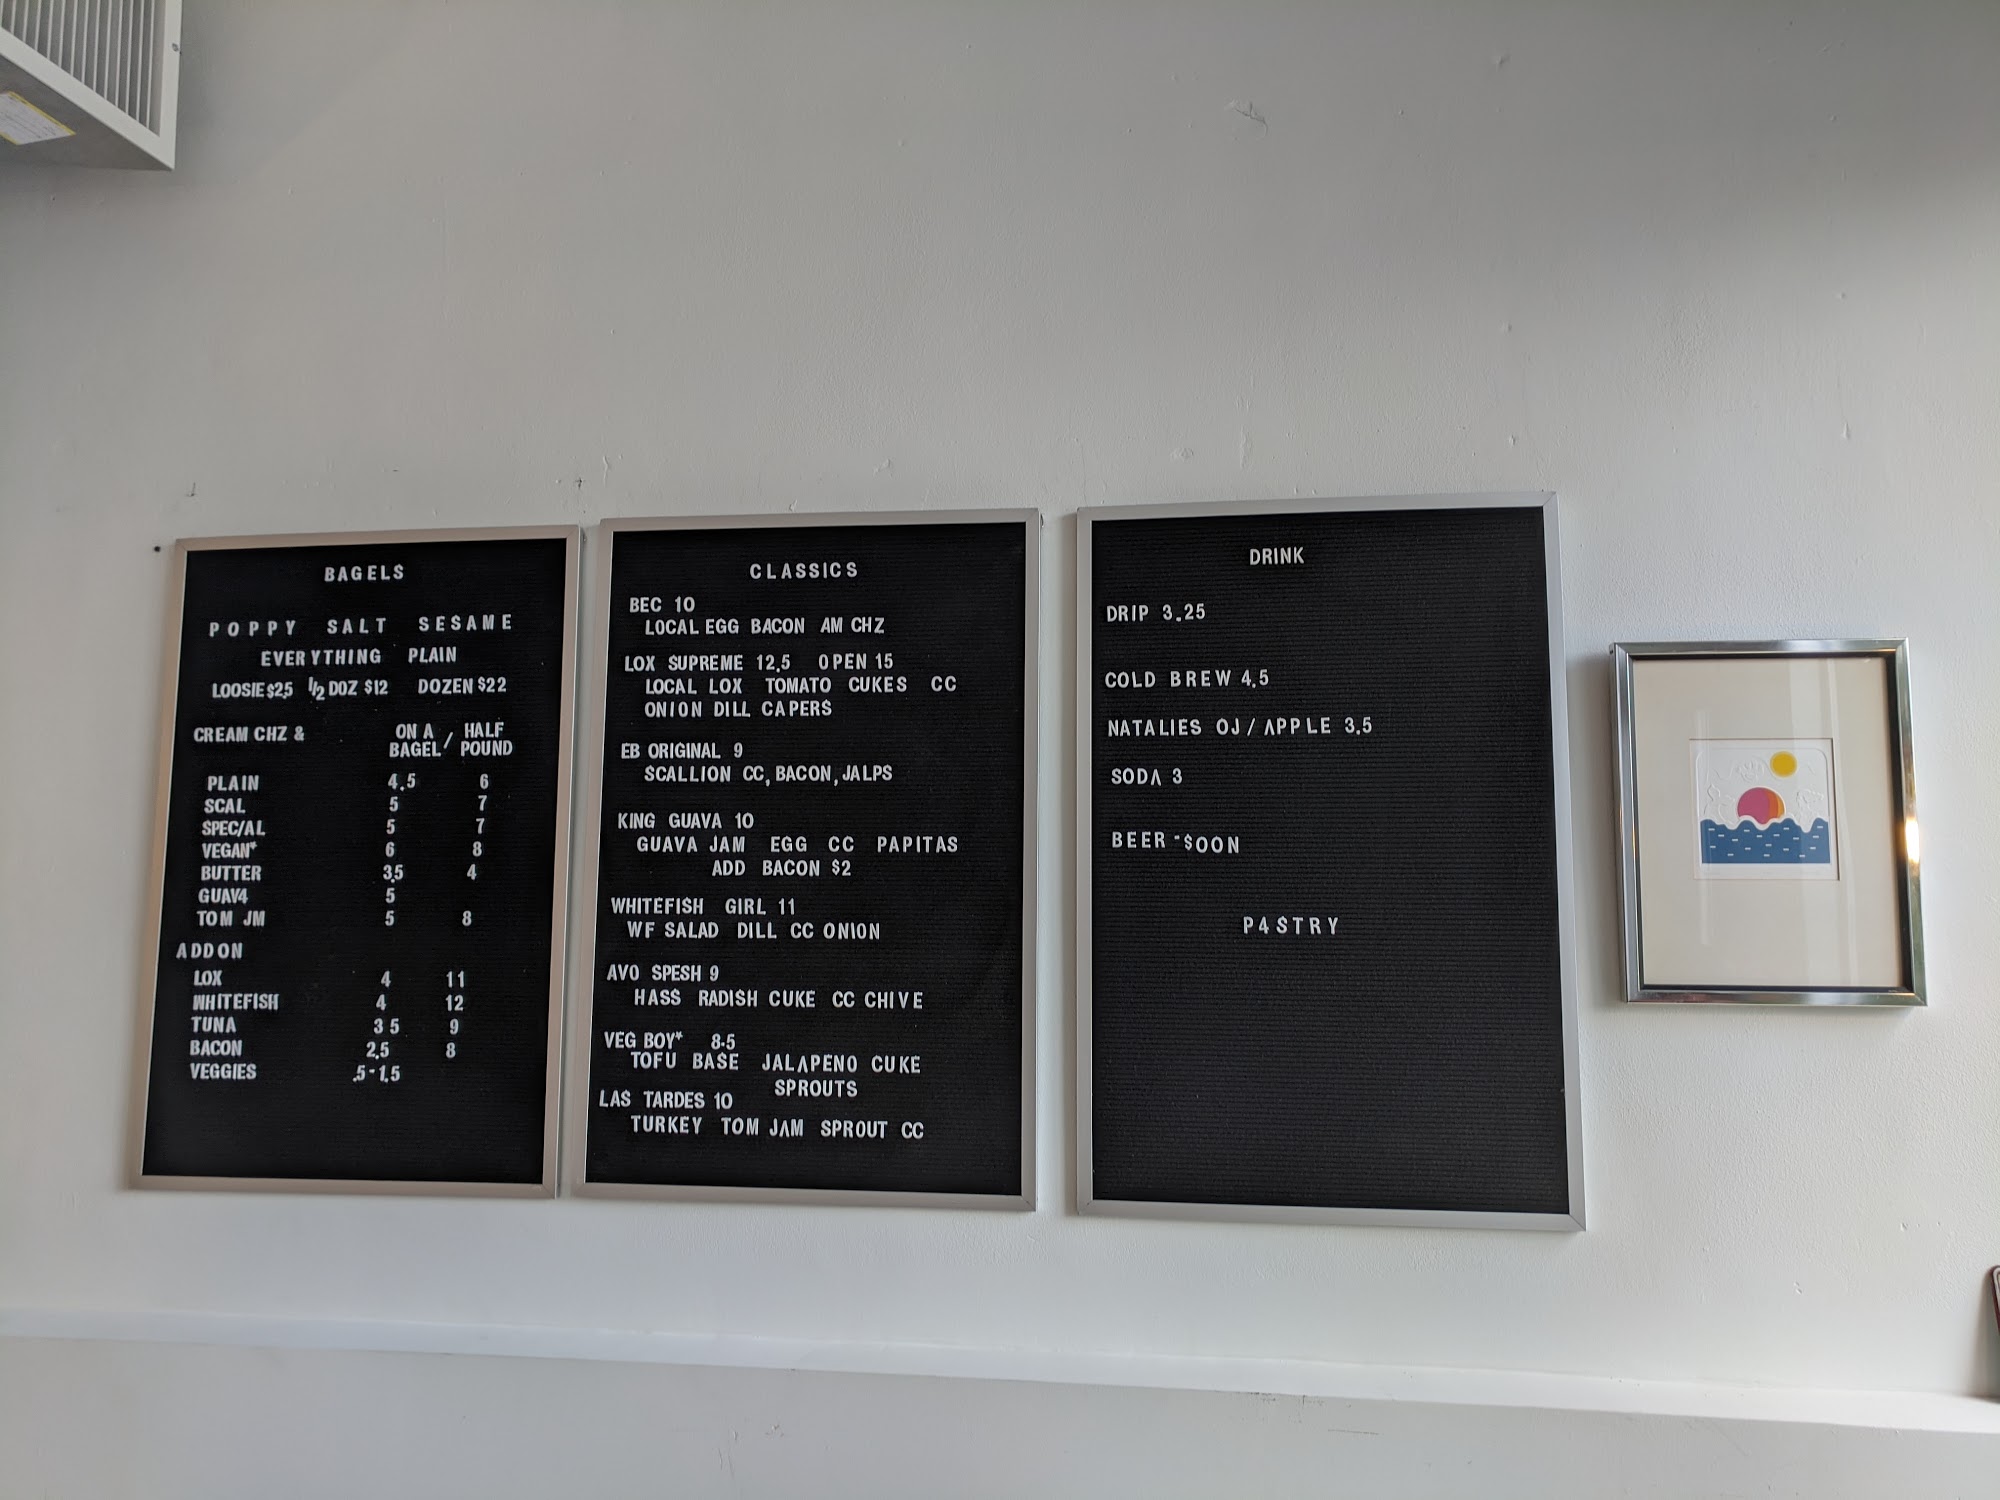 BAGELS
POPPY SALT SESAME
EVERYTHING PLAIN
LOOSIE $2.5 1/2 DOZ $12 DOZEN $22
CREAM CHZ & ON A BAGEL / HALF POUND
PLAIN 4.5 6
SCAL 5 7
SPEC/AL 5 7
VEGAN* 6 8
BUTTER 3.5 4
GUAV4 5
TOM JM 5 8
ADD ON
LOX 4 11
WHITEFISH 4 12
TUNA 3 5 9
BACON 2.5 8
VEGGIES .5-1.5
CLASSICS
BEC 10
LOCAL EGG BACON AM CHZ
LOX SUPREME 12.5 OPEN 15
LOCAL LOX TOMATO CUKES CC
ONION DILL CAPERS
EB ORIGINAL 9
SCALLION CC, BACON, JALPS
KING GUAVA 10
GUAVA JAM EGG CC PAPITAS
ADD BACON $2
WHITEFISH GIRL 11
WF SALAD DILL CC ONION
AVO SPESH 9
HASS RADISH CUKE CC CHIVE
VEG BOY* 8.5
TOFU BASE JALAPENO CUKE
SPROUTS
LAS TARDES 10
TURKEY TOM JAM SPROUT CC
DRINK
DRIP 3.25
COLD BREW 4.5
NATALIES OJ/APPLE 3.5
SODA 3
BEER -$OON
P4STRY